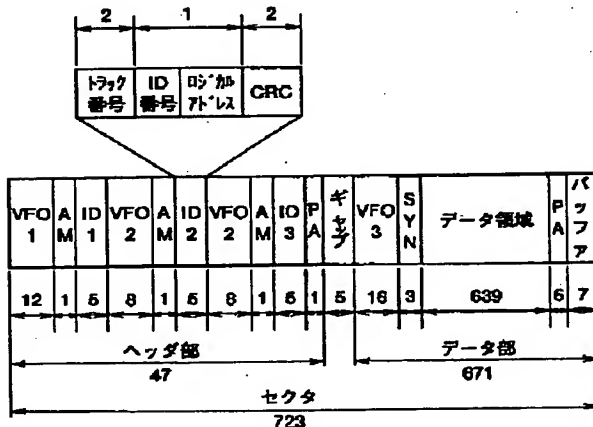 2 1 2
トラック番号 ID番号 ロジカルアドレス CRC
VFO1 AM ID1 VFO2 AM ID2 VFO2 AM ID3 PA ギャップ VFO3 SYN データ領域 PA バッファ
12 1 5 8 1 5 8 1 5 1 5 16 3 639 6 7
ヘッダ部 データ部
47 671
セクタ
723